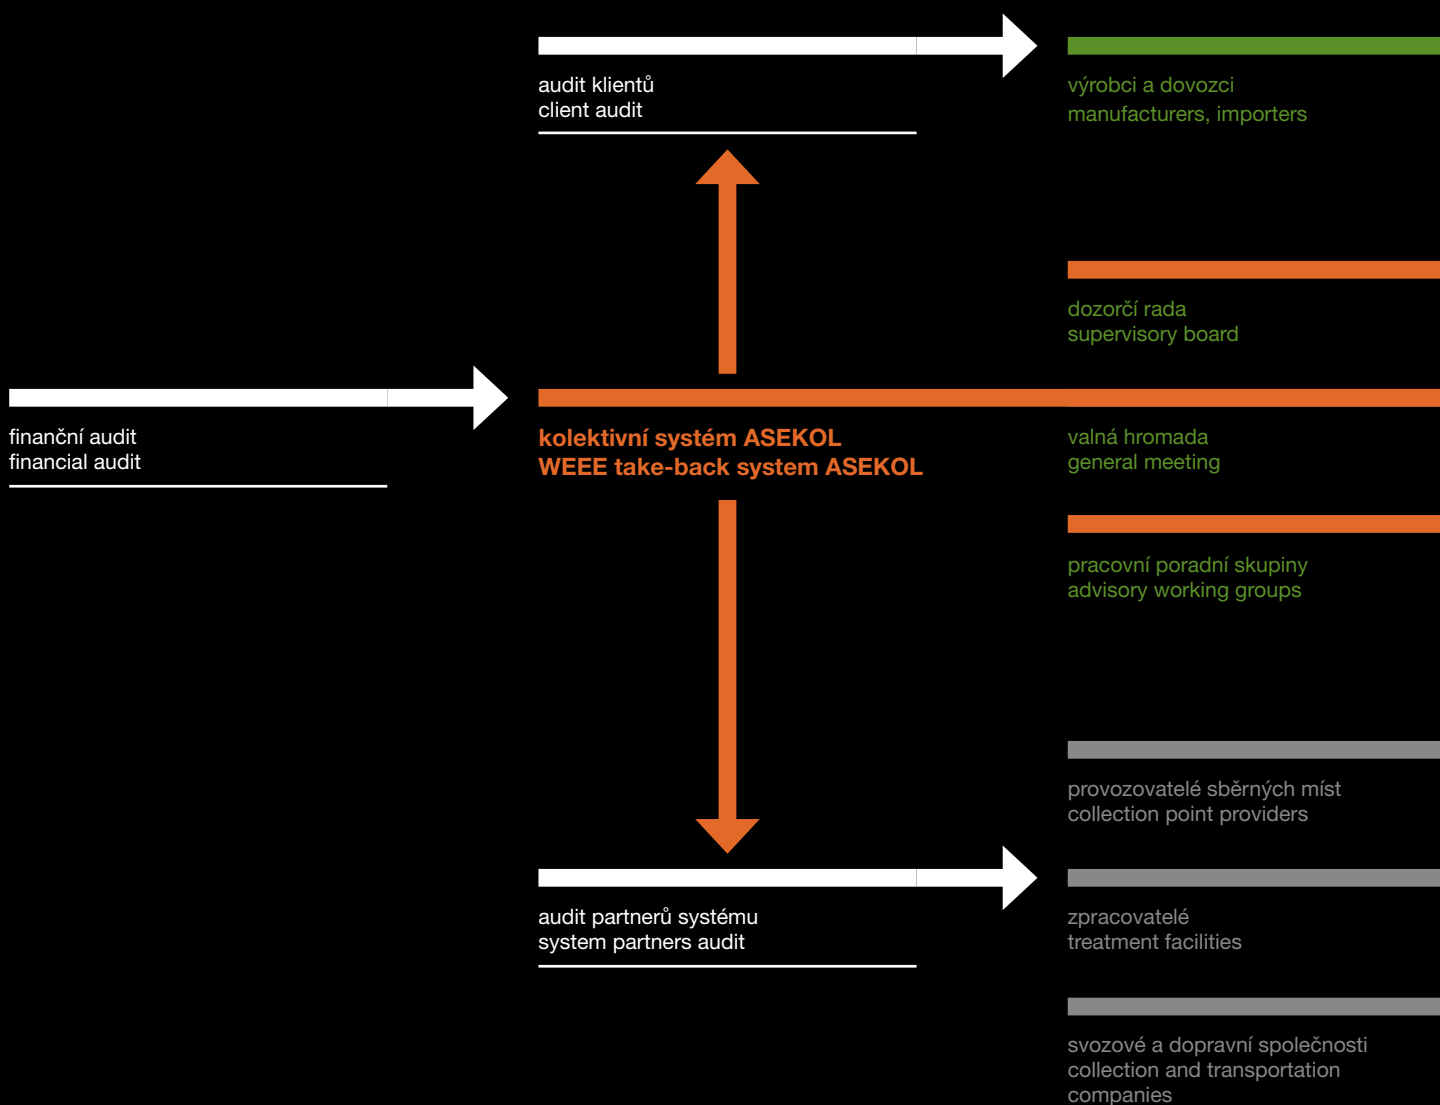 audit klientů
client audit
výrobci a dovozci
manufacturers, importers
dozorčí rada
supervisory board
finanční audit
financial audit
kolektivní systém ASEKOL
WEEE take-back system ASEKOL
valná hromada
general meeting
pracovní poradní skupiny
advisory working groups
provozovatelé sběrných míst
collection point providers
audit partnerů systému
system partners audit
zpracovatelé
treatment facilities
svozové a dopravní společnosti
collection and transportation
companies